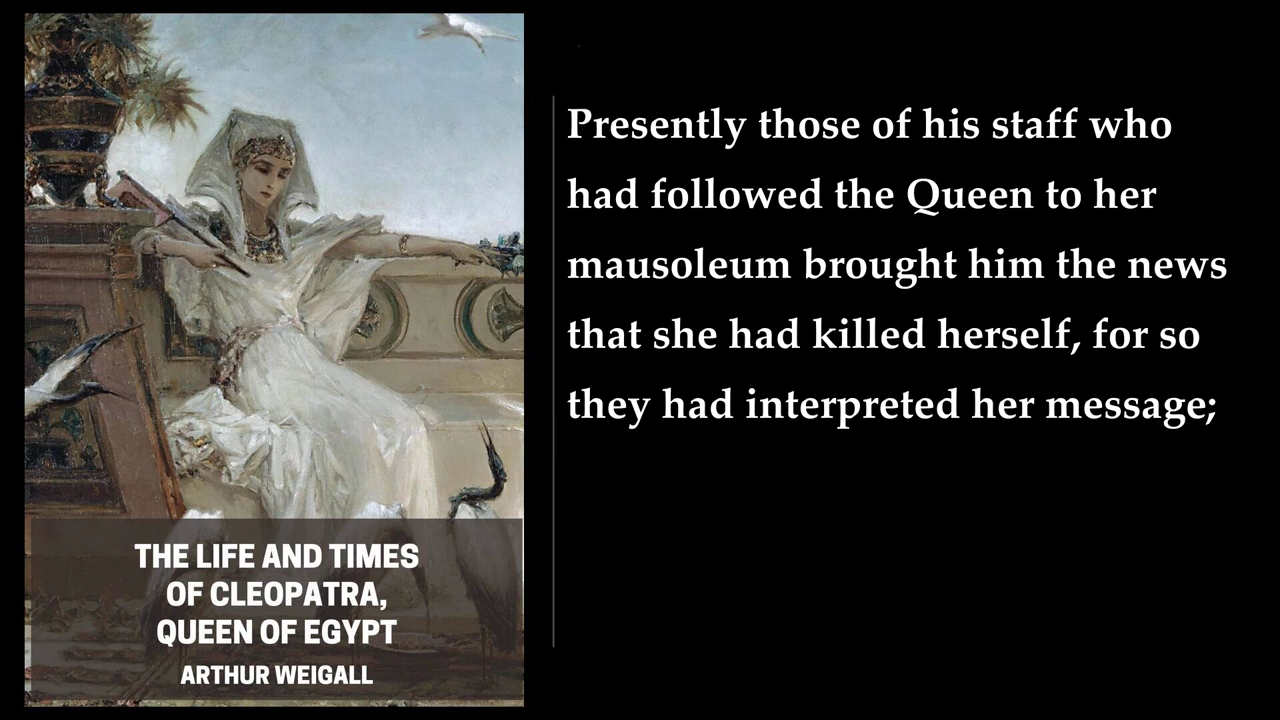 THE LIFE AND TIMES
OF CLEOPATRA,
QUEEN OF EGYPT
ARTHUR WEIGALL
Presently those of his staff who
had followed the Queen to her
mausoleum brought him the news
that she had killed herself, for so
they had interpreted her message;